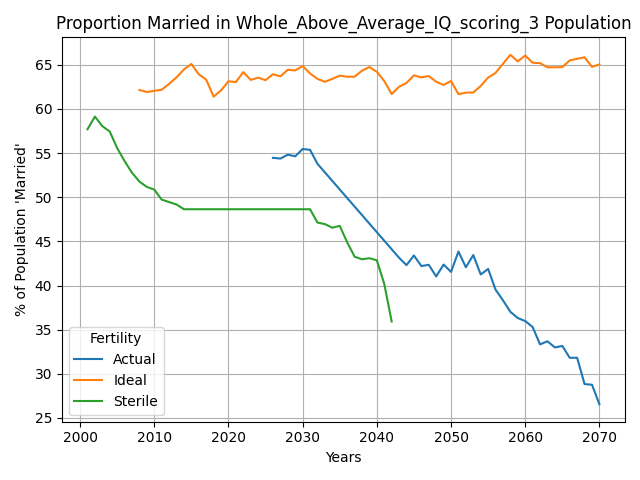 Proportion Married in Whole_Above_Average_IQ_scoring_3 Population
% of Population 'Married'
65
60
55
50
45
40
35
30
25
Fertility
Actual
Ideal
Sterile
2000 2010 2020 2030 2040 2050 2060 2070
Years